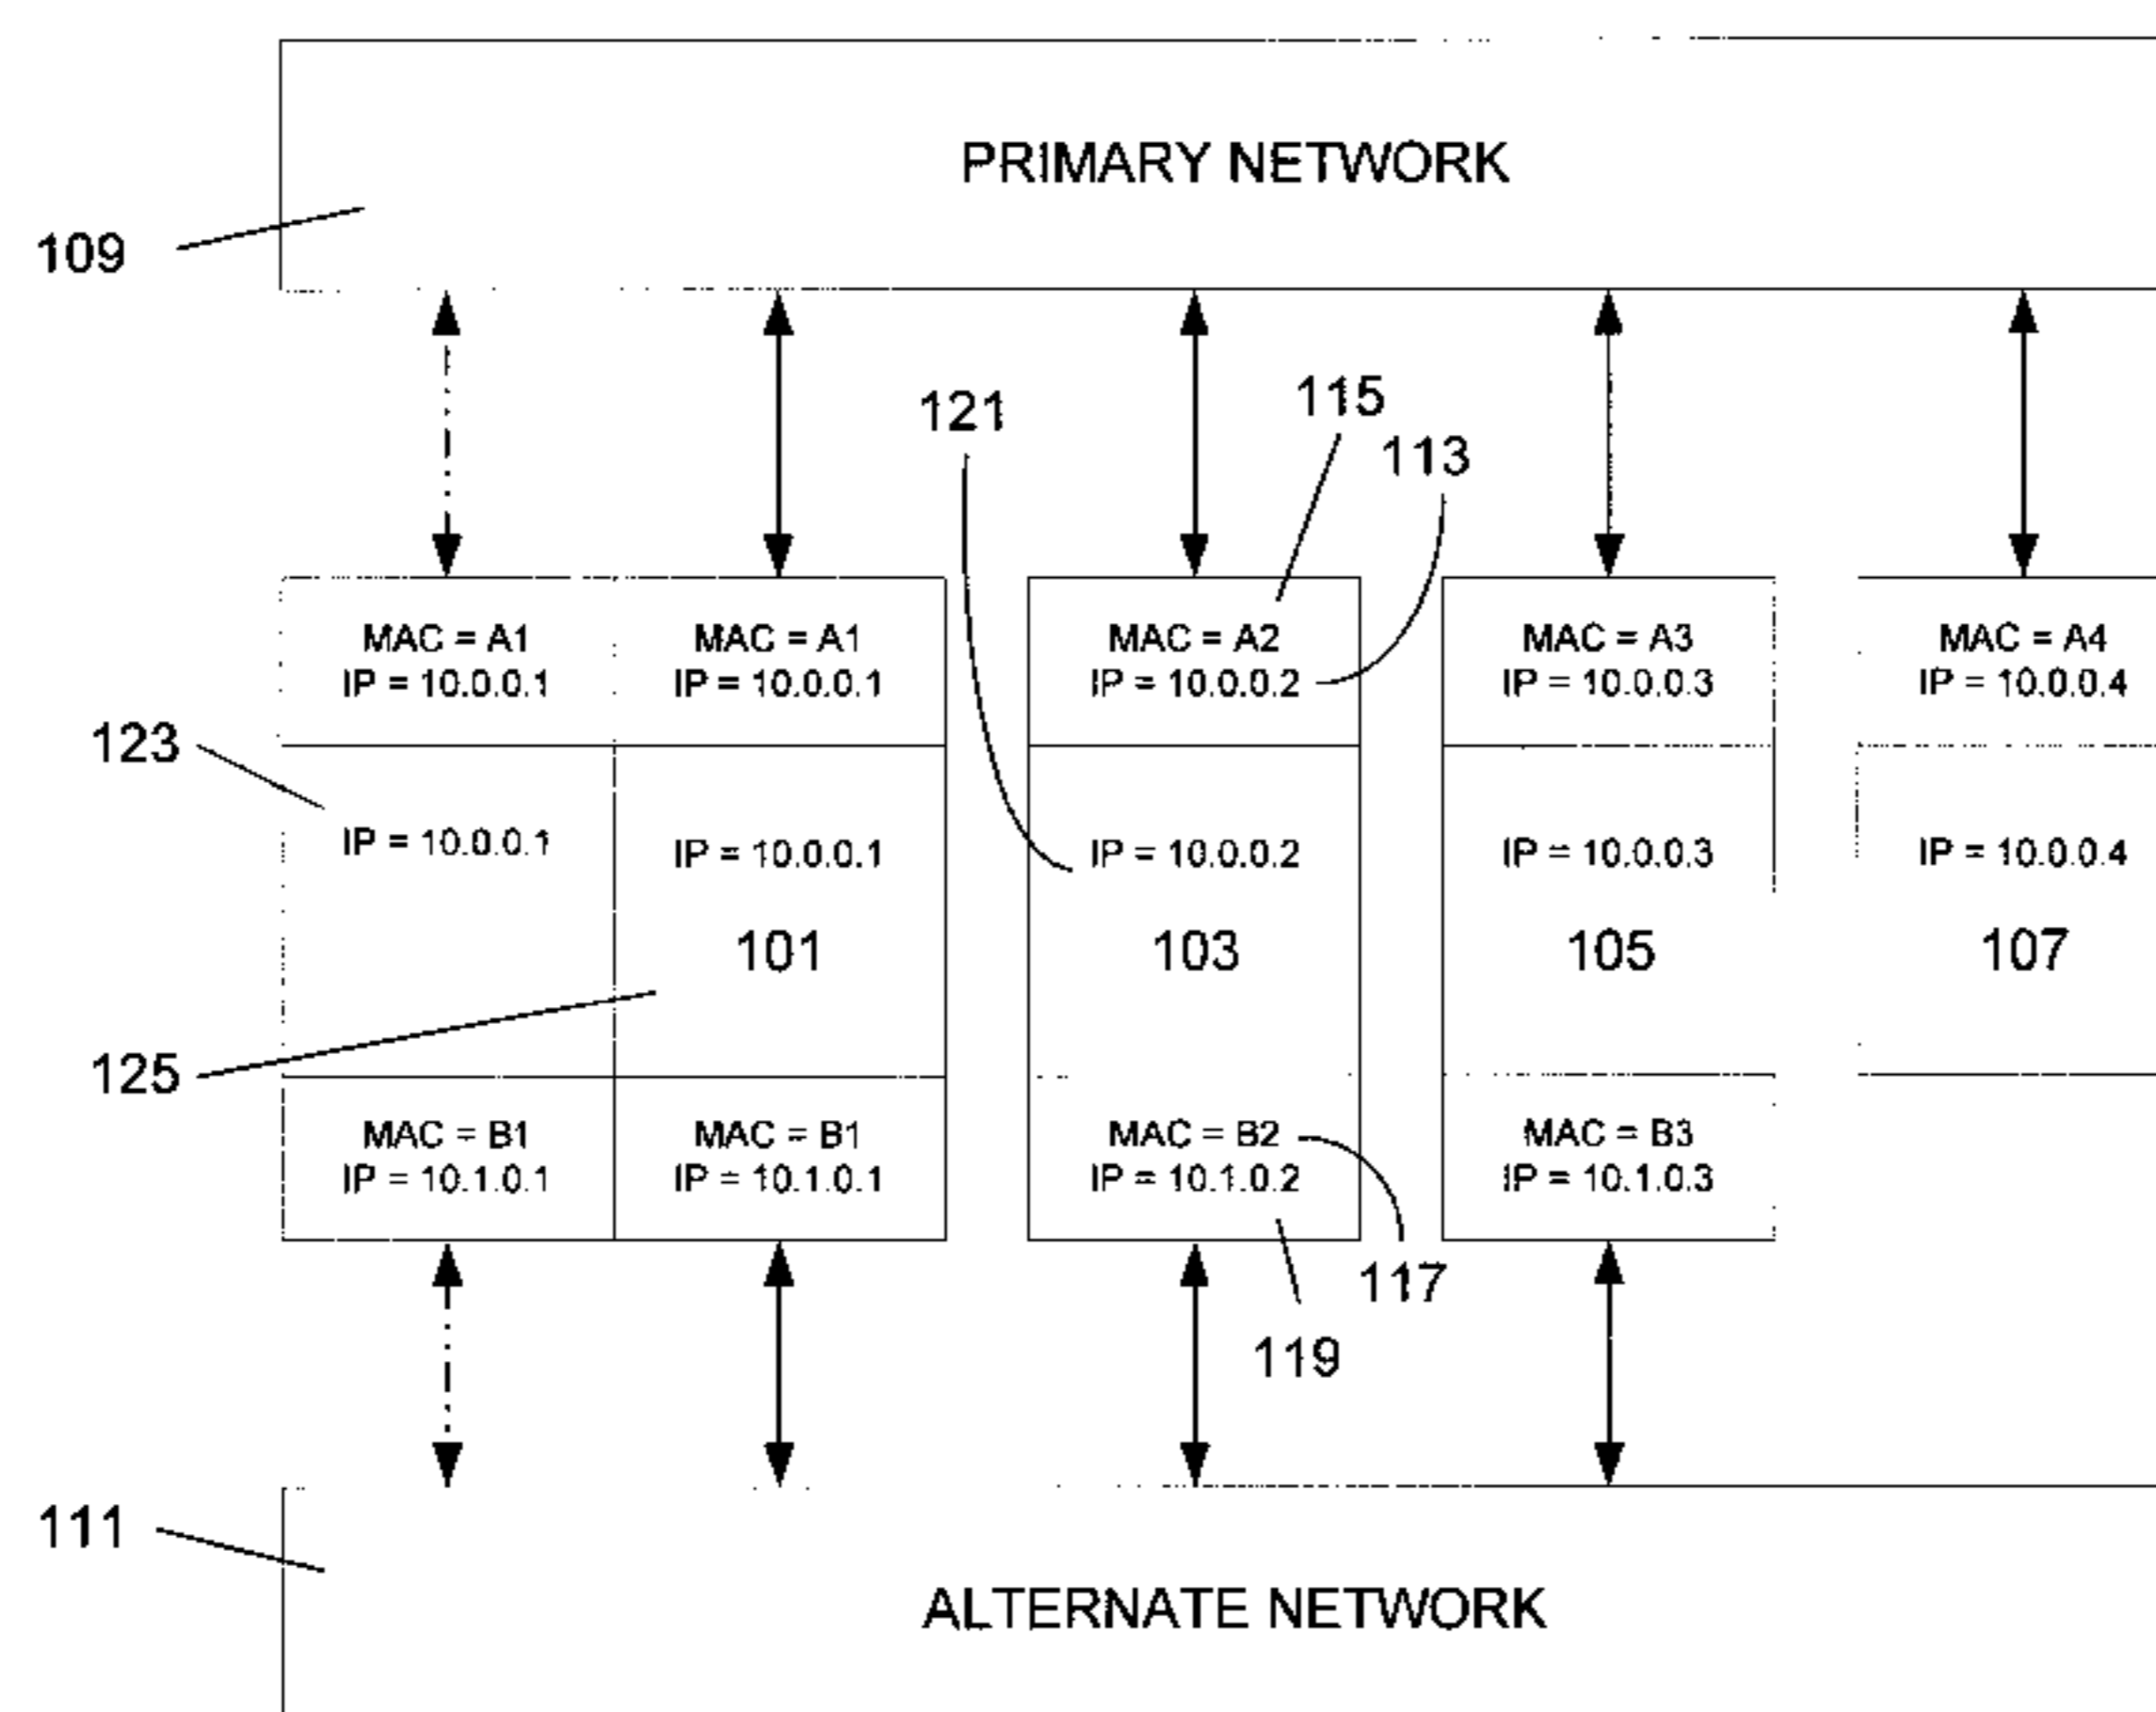 PRIMARY NETWORK
109
121
115
113
MAC = A1
IP = 10.0.0.1
MAC = A1
IP = 10.0.0.1
MAC = A2
IP = 10.0.0.2
MAC = A3
IP = 10.0.0.3
MAC = A4
IP = 10.0.0.4
123
IP = 10.0.0.1
IP = 10.0.0.1
101
IP = 10.0.0.2
103
IP = 10.0.0.3
105
IP = 10.0.0.4
107
125
MAC = B1
IP = 10.1.0.1
MAC = B1
IP = 10.1.0.1
MAC = B2
IP = 10.1.0.2
MAC = B3
IP = 10.1.0.3
117
119
111
ALTERNATE NETWORK